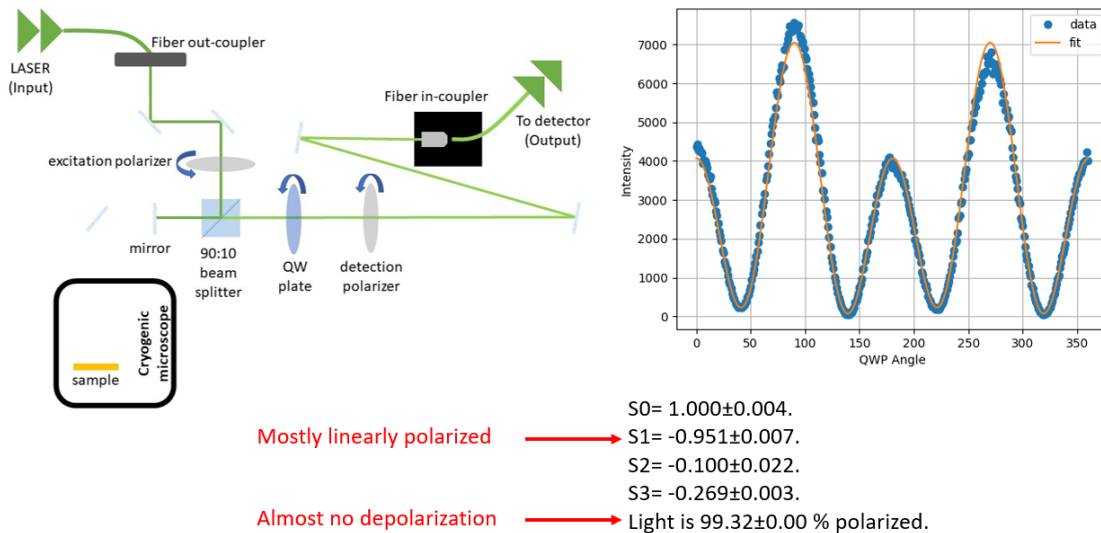 LASER
(Input)
Fiber out-coupler
Fiber in-coupler
To detector
(Output)
excitation polarizer
mirror
90:10
beam
splitter
QW
plate
detection
polarizer
Cryogenic
microscope
sample
data
fit
Intensity
7000
6000
5000
4000
3000
2000
1000
0
0
50
100
150
200
250
300
350
QWP Angle
S0= 1.000±0.004.
Mostly linearly polarized
S1= -0.951±0.007.
S2= -0.100±0.022.
S3= -0.269±0.003.
Almost no depolarization
Light is 99.32±0.00 % polarized.